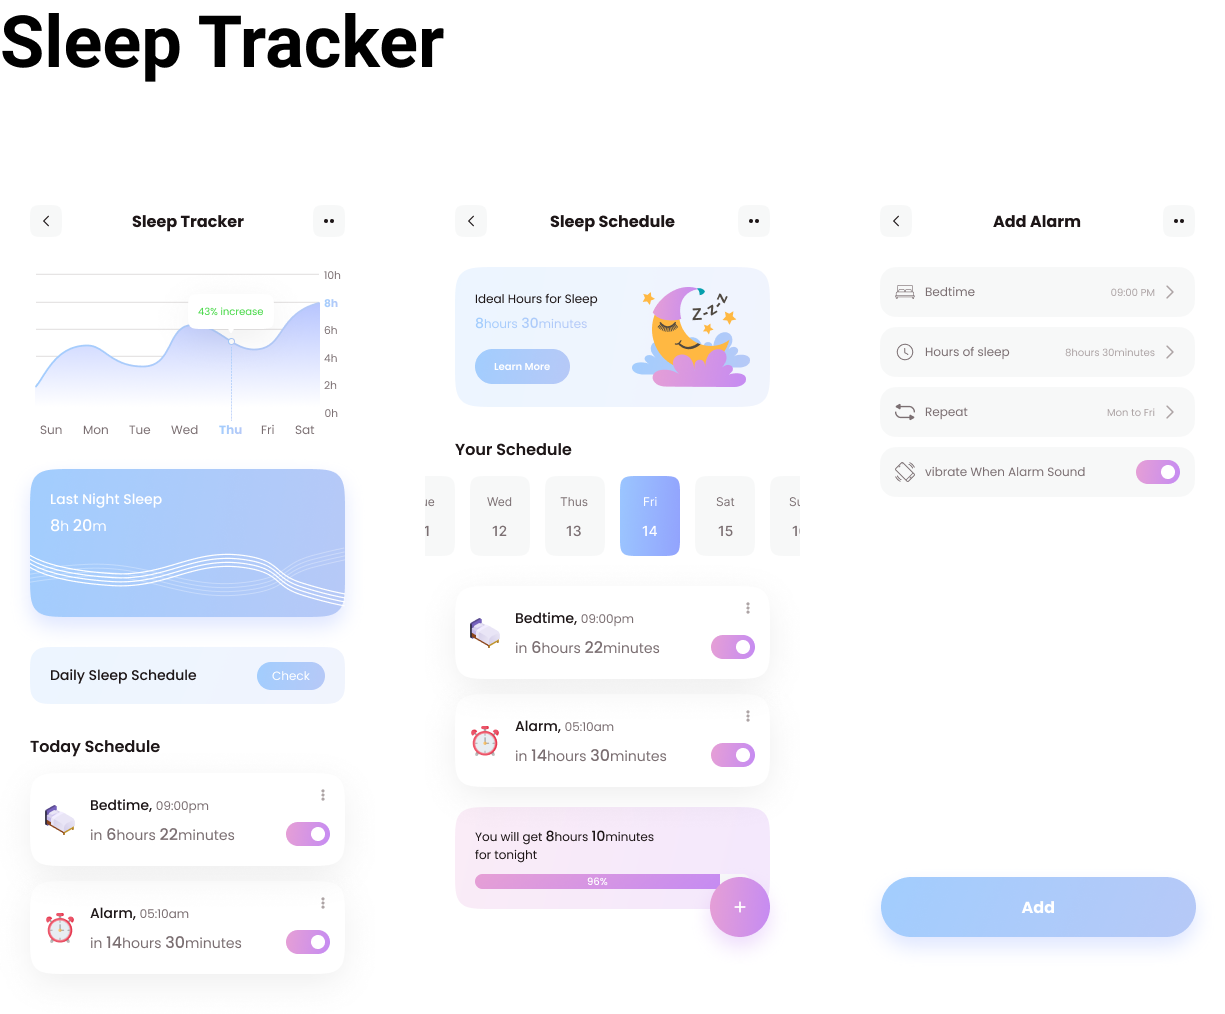 Sleep Tracker
Sleep Tracker
10h
8h
43% increase
6h
4h
2h
0h
Sun Mon Tue Wed Thu Fri Sat
Last Night Sleep
8h 20m
Daily Sleep Schedule
Check
Today Schedule
Bedtime, 09:00pm
in 6hours 22minutes
Alarm, 05:10am
in 14hours 30minutes
Sleep Schedule
Ideal Hours for Sleep
8hours 30minutes
Learn More
Z-z-z
Your Schedule
ue Wed Thus Fri Sat Su
1 12 13 14 15 1
Bedtime, 09:00pm
in 6hours 22minutes
Alarm, 05:10am
in 14hours 30minutes
You will get 8hours 10minutes
for tonight
96%
+
Add Alarm
Bedtime 09:00 PM
Hours of sleep 8hours 30minutes
Repeat Mon to Fri
vibrate When Alarm Sound
Add